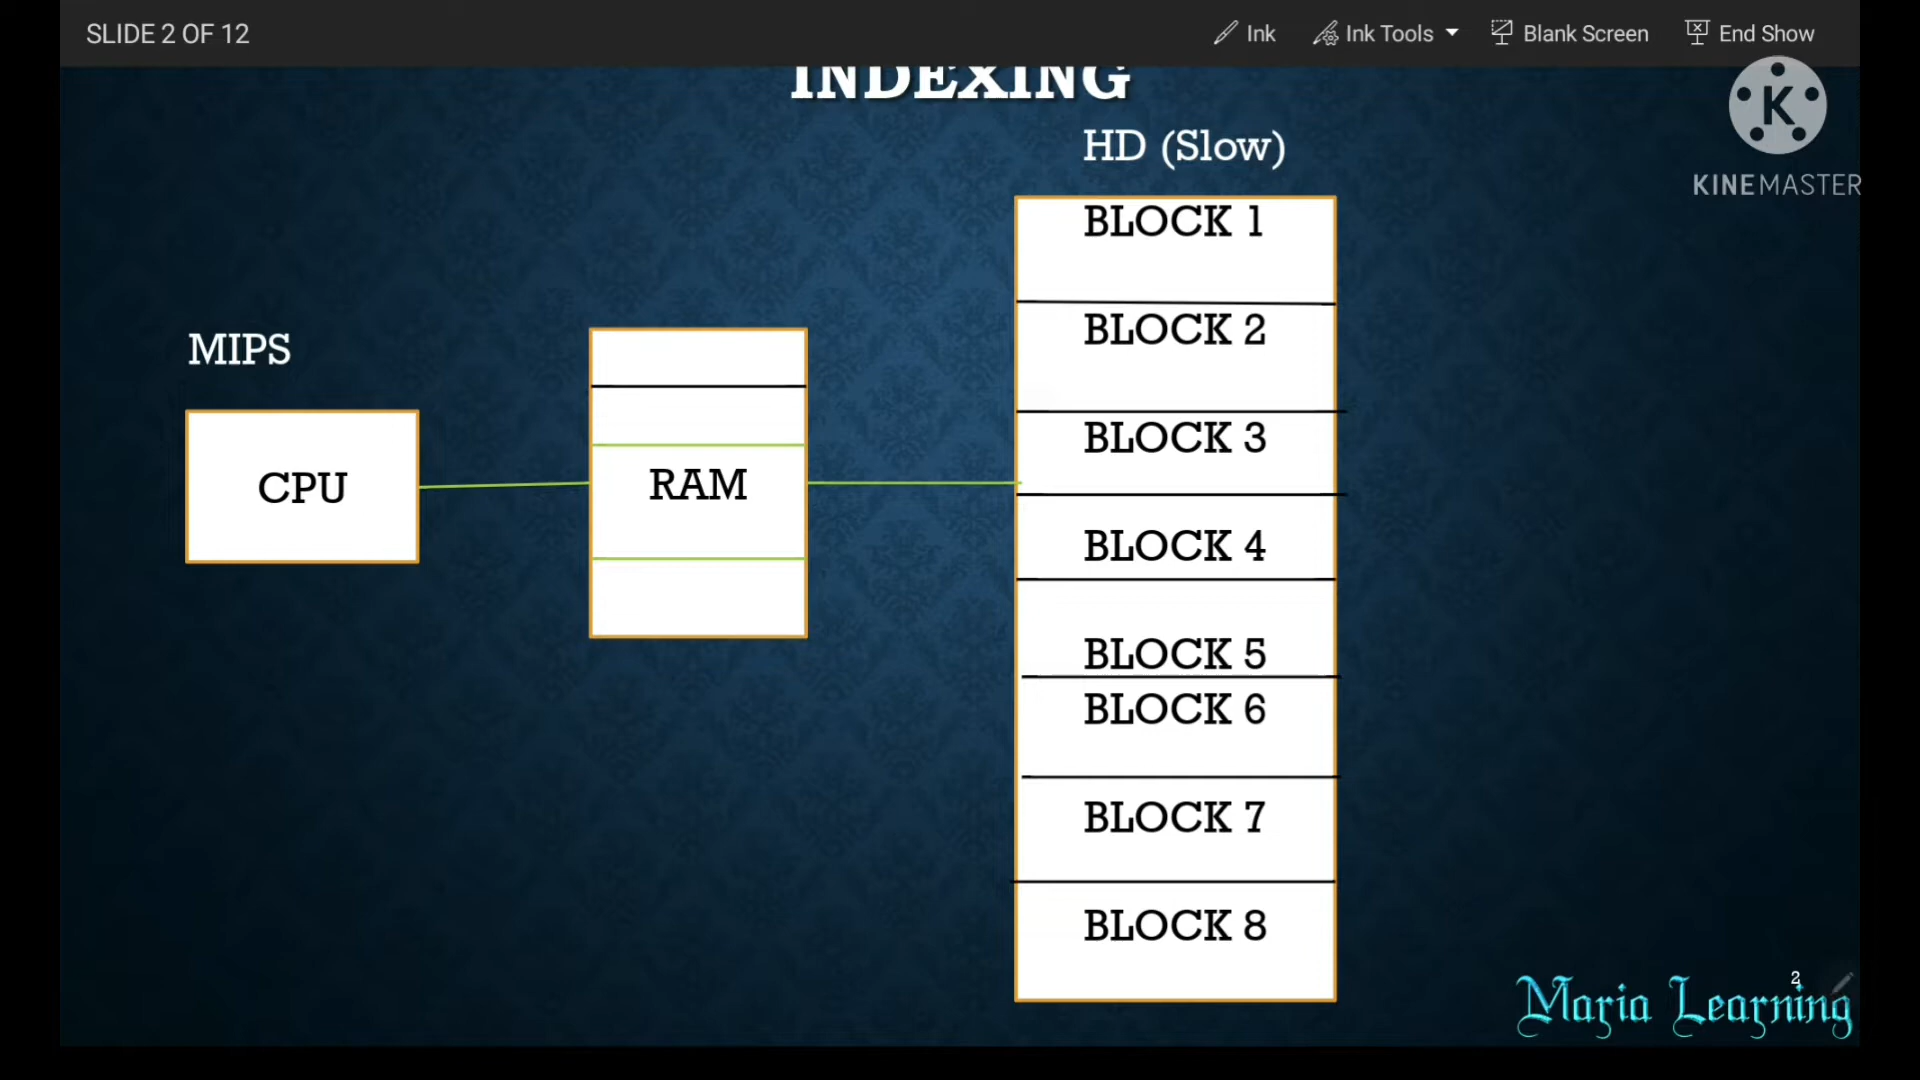 SLIDE 2 OF 12
Ink
Ink Tools
Blank Screen
End Show
INDEXING
K
KINEMASTER
HD (Slow)
MIPS
CPU
RAM
BLOCK 1
BLOCK 2
BLOCK 3
BLOCK 4
BLOCK 5
BLOCK 6
BLOCK 7
BLOCK 8
2
Maria Learning